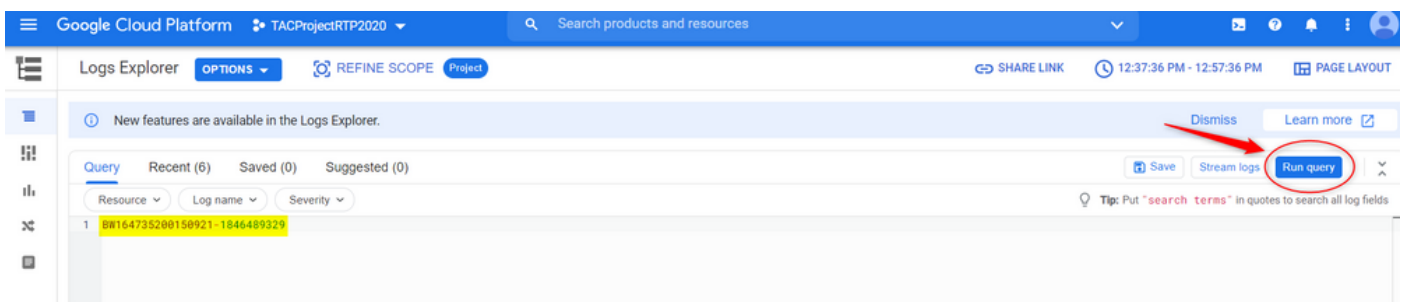 Google Cloud Platform TACProjectRTP2020 Search products and resources
Logs Explorer OPTIONS REFINE SCOPE Project SHARE LINK 12:37:36 PM - 12:57:36 PM PAGE LAYOUT
New features are available in the Logs Explorer. Dismiss Learn more
Query Recent (6) Saved (0) Suggested (0) Save Stream logs Run query
Resource Log name Severity Tip: Put "search terms" in quotes to search all log fields
1 BW164735200150921-1846489329